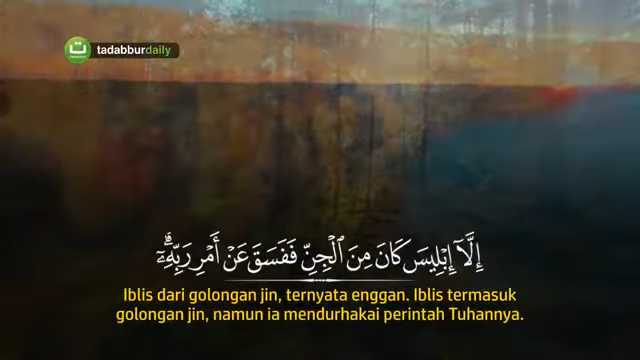 tadabburdaily
إِلَّآ إِبْلِيسَ كَانَ مِنَ ٱلْجِنِّ فَفَسَقَ عَنْ أَمْرِ رَبِّهِۦٓۗ
Iblis dari golongan jin, ternyata enggan. Iblis termasuk
golongan jin, namun ia mendurhakai perintah Tuhannya.